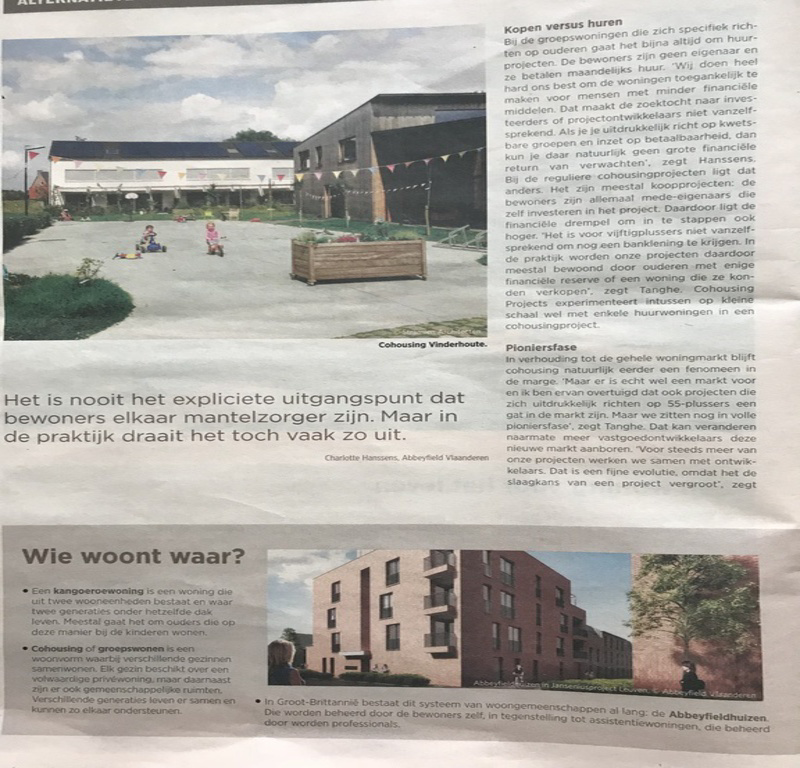 Cohousing Vinderhoute.
Het is nooit het expliciete uitgangspunt dat
bewoners elkaar mantelzorger zijn. Maar in
de praktijk draait het toch vaak zo uit.
Charlotte Hanssens, Abbeyfield Vlaanderen
Kopen versus huren
Bij de groepswoningen die zich specifiek rich-
ten op ouderen gaat het bijna altijd om huur-
projecten. De bewoners zijn geen eigenaar en
ze betalen maandelijks huur. 'Wij doen heel
hard ons best om de woningen toegankelijk te
maken voor mensen met minder financiële
middelen. Dat maakt de zoektocht naar inves-
teerders of projectontwikkelaars niet vanzelf-
sprekend. Als je je uitdrukkelijk richt op kwets-
bare groepen en inzet op betaalbaarheid, dan
kun je daar natuurlijk geen grote financiële
return van verwachten', zegt Hanssens.
Bij de reguliere cohousingprojecten ligt dat
anders. Het zijn meestal koopprojecten: de
bewoners zijn allemaal mede-eigenaars die
zelf investeren in het project. Daardoor ligt de
financiële drempel om in te stappen ook
hoger. 'Het is voor vijftigplussers niet vanzelf-
sprekend om nog een banklening te krijgen. In
de praktijk worden onze projecten daardoor
meestal bewoond door ouderen met enige
financiële reserve of een woning die ze kon-
den verkopen', zegt Tanghe. Cohousing
Projects experimenteert intussen op kleine
schaal wel met enkele huurwoningen in een
cohousingproject.
Pioniersfase
In verhouding tot de gehele woningmarkt blijft
cohousing natuurlijk eerder een fenomeen in
de marge. 'Maar er is echt wel een markt voor
en ik ben ervan overtuigd dat ook projecten die
zich uitdrukkelijk richten op 55-plussers een
gat in de markt zijn. Maar we zitten nog in volle
pioniersfase', zegt Tanghe. Dat kan veranderen
naarmate meer vastgoedontwikkelaars deze
nieuwe markt aanboren. 'Voor steeds meer van
onze projecten werken we samen met ontwik-
kelaars. Dat is een fijne evolutie, omdat het de
slaagkans van een project vergroot', zegt
Wie woont waar?
• Een kangoeroewoning is een woning die
uit twee wooneenheden bestaat en waar
twee generaties onder hetzelfde dak
leven. Meestal gaat het om ouders die op
deze manier bij de kinderen wonen.
• Cohousing of groepswonen is een
woonvorm waarbij verschillende gezinnen
samenwonen. Elk gezin beschikt over een
volwaardige privéwoning, maar daarnaast
zijn er ook gemeenschappelijke ruimten.
Verschillende generaties leven er samen en
kunnen zo elkaar ondersteunen.
Abbeyfieldhuizen in Janseniusproject Leuven. © Abbeyfield Vlaanderen
• In Groot-Brittannië bestaat dit systeem van woongemeenschappen al lang: de Abbeyfieldhuizen.
Die worden beheerd door de bewoners zelf, in tegenstelling tot assistentiewoningen, die beheerd
door worden professionals.